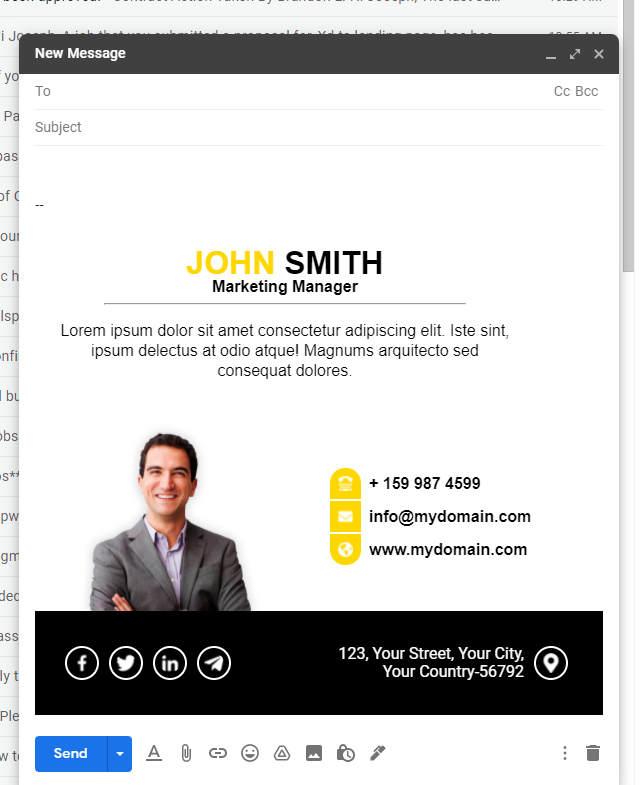 New Message
To
Cc Bcc
Subject
--
JOHN SMITH
Marketing Manager
Lorem ipsum dolor sit amet consectetur adipiscing elit. Iste sint,
ipsum delectus at odio atque! Magnums arquitecto sed
consequat dolores.
+ 159 987 4599
info@mydomain.com
www.mydomain.com
123, Your Street, Your City,
Your Country-56792
Send